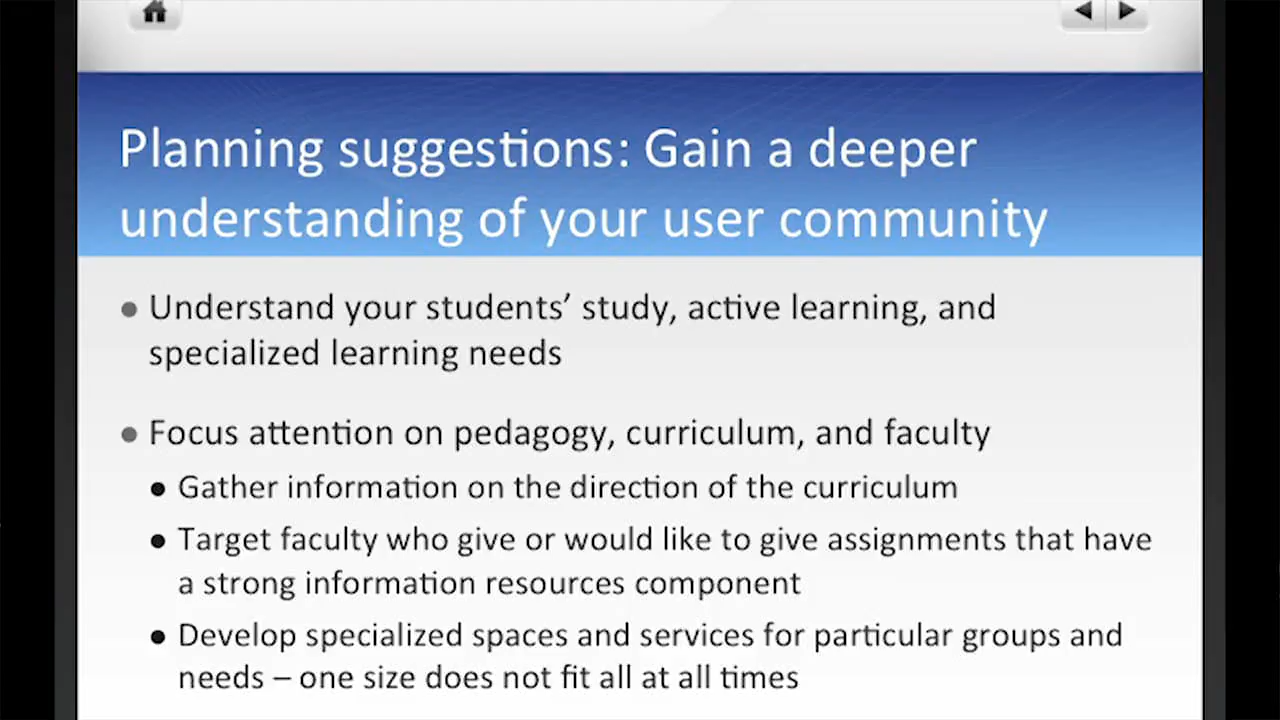 Planning suggestions: Gain a deeper
understanding of your user community
● Understand your students’ study, active learning, and
specialized learning needs
● Focus attention on pedagogy, curriculum, and faculty
● Gather information on the direction of the curriculum
● Target faculty who give or would like to give assignments that have
a strong information resources component
● Develop specialized spaces and services for particular groups and
needs – one size does not fit all at all times